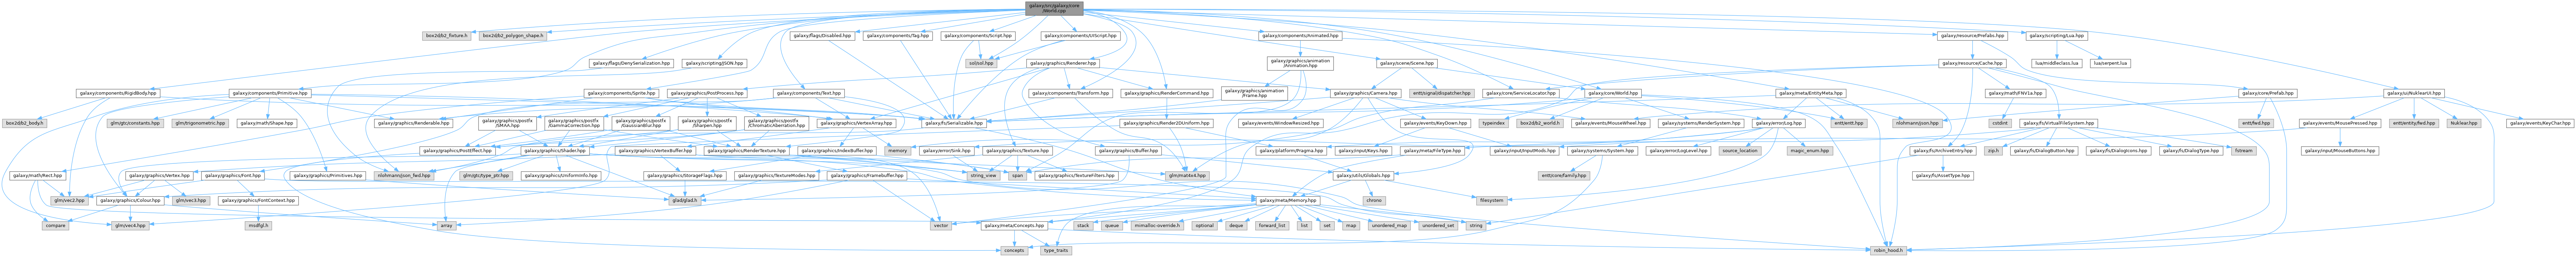 galaxy/src/galaxy/core
/World.cpp
box2d/b2_fixture.h
box2d/b2_polygon_shape.h
galaxy/flags/Disabled.hpp
galaxy/components/Tag.hpp
galaxy/components/Script.hpp
galaxy/components/UIScript.hpp
galaxy/components/Animated.hpp
galaxy/resource/Prefabs.hpp
galaxy/scripting/Lua.hpp
galaxy/flags/DenySerialization.hpp
galaxy/scripting/JSON.hpp
sol/sol.hpp
galaxy/graphics/Renderer.hpp
galaxy/graphics/animation
/Animation.hpp
galaxy/scene/Scene.hpp
galaxy/resource/Cache.hpp
lua/middleclass.lua
lua/serpent.lua
galaxy/components/RigidBody.hpp
galaxy/components/Primitive.hpp
galaxy/components/Sprite.hpp
galaxy/graphics/PostProcess.hpp
galaxy/components/Text.hpp
galaxy/components/Transform.hpp
galaxy/graphics/RenderCommand.hpp
galaxy/graphics/animation
/Frame.hpp
galaxy/graphics/Camera.hpp
entt/signal/dispatcher.hpp
galaxy/core/ServiceLocator.hpp
galaxy/core/World.hpp
galaxy/meta/EntityMeta.hpp
galaxy/math/FNV1a.hpp
galaxy/core/Prefab.hpp
galaxy/ui/NuklearUI.hpp
box2d/b2_body.h
glm/gtc/constants.hpp
glm/trigonometric.hpp
galaxy/math/Shape.hpp
galaxy/graphics/Renderable.hpp
galaxy/graphics/postfx
/SMAA.hpp
galaxy/graphics/postfx
/GammaCorrection.hpp
galaxy/graphics/postfx
/GaussianBlur.hpp
galaxy/graphics/postfx
/Sharpen.hpp
galaxy/graphics/postfx
/ChromaticAberration.hpp
galaxy/graphics/VertexArray.hpp
galaxy/fs/Serializable.hpp
galaxy/graphics/Render2DUniform.hpp
galaxy/events/WindowResized.hpp
galaxy/events/KeyDown.hpp
typeindex
box2d/b2_world.h
galaxy/events/MouseWheel.hpp
galaxy/systems/RenderSystem.hpp
galaxy/error/Log.hpp
entt/entt.hpp
nlohmann/json.hpp
cstdint
galaxy/fs/VirtualFileSystem.hpp
entt/fwd.hpp
galaxy/events/MousePressed.hpp
entt/entity/fwd.hpp
Nuklear.hpp
galaxy/events/KeyChar.hpp
galaxy/graphics/PostEffect.hpp
galaxy/graphics/Shader.hpp
galaxy/graphics/VertexBuffer.hpp
galaxy/graphics/RenderTexture.hpp
galaxy/graphics/IndexBuffer.hpp
memory
galaxy/error/Sink.hpp
galaxy/graphics/Texture.hpp
galaxy/graphics/Buffer.hpp
galaxy/platform/Pragma.hpp
galaxy/input/Keys.hpp
galaxy/meta/FileType.hpp
galaxy/input/InputMods.hpp
galaxy/systems/System.hpp
galaxy/error/LogLevel.hpp
source_location
magic_enum.hpp
galaxy/fs/ArchiveEntry.hpp
zip.h
galaxy/fs/DialogButton.hpp
galaxy/fs/DialogIcons.hpp
galaxy/fs/DialogType.hpp
fstream
galaxy/input/MouseButtons.hpp
galaxy/math/Rect.hpp
galaxy/graphics/Vertex.hpp
galaxy/graphics/Font.hpp
galaxy/graphics/Primitives.hpp
nlohmann/json_fwd.hpp
glm/gtc/type_ptr.hpp
galaxy/graphics/UniformInfo.hpp
galaxy/graphics/StorageFlags.hpp
galaxy/graphics/TextureModes.hpp
galaxy/graphics/Framebuffer.hpp
string_view
span
galaxy/graphics/TextureFilters.hpp
glm/mat4x4.hpp
galaxy/utils/Globals.hpp
entt/core/family.hpp
galaxy/fs/AssetType.hpp
glm/vec2.hpp
galaxy/graphics/Colour.hpp
glm/vec3.hpp
galaxy/graphics/FontContext.hpp
glad/glad.h
galaxy/meta/Memory.hpp
chrono
filesystem
compare
glm/vec4.hpp
msdfgl.h
array
vector
galaxy/meta/Concepts.hpp
stack
queue
mimalloc-override.h
optional
deque
forward_list
list
set
map
unordered_map
unordered_set
string
concepts
type_traits
robin_hood.h